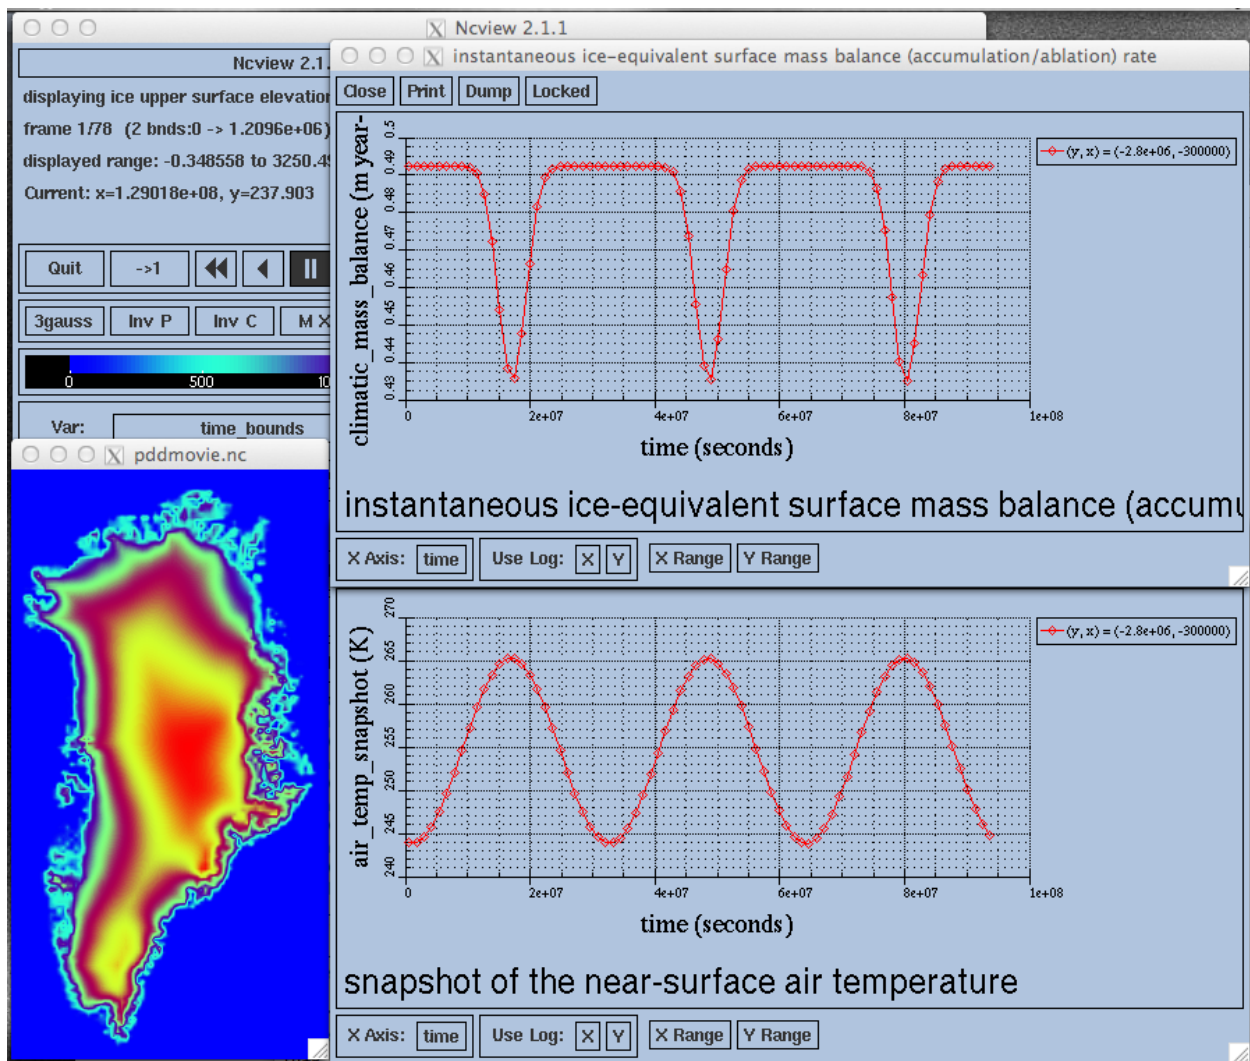 Ncview 2.1.1
Ncview 2.1.
displaying ice upper surface elevation
frame 1/78 (2 bnds:0 -> 1.2096e+06)
displayed range: -0.348558 to 3250.49
Current: x=1.29018e+08, y=237.903
Quit ->1
3gauss Inv P Inv C M X
0 500 10
Var: time_bounds
pddmovie.nc
instantaneous ice-equivalent surface mass balance (accumulation/ablation) rate
Close Print Dump Locked
climatic_mass_balance (m year-
0.5
0.49
0.48
0.47
0.46
0.45
0.44
0.43
(y, x) = (-2.8e+06, -300000)
0 2e+07 4e+07 6e+07 8e+07 1e+08
time (seconds)
instantaneous ice-equivalent surface mass balance (accumu
X Axis: time Use Log: X Y X Range Y Range
air_temp_snapshot (K)
270
265
260
255
250
245
240
(y, x) = (-2.8e+06, -300000)
0 2e+07 4e+07 6e+07 8e+07 1e+08
time (seconds)
snapshot of the near-surface air temperature
X Axis: time Use Log: X Y X Range Y Range